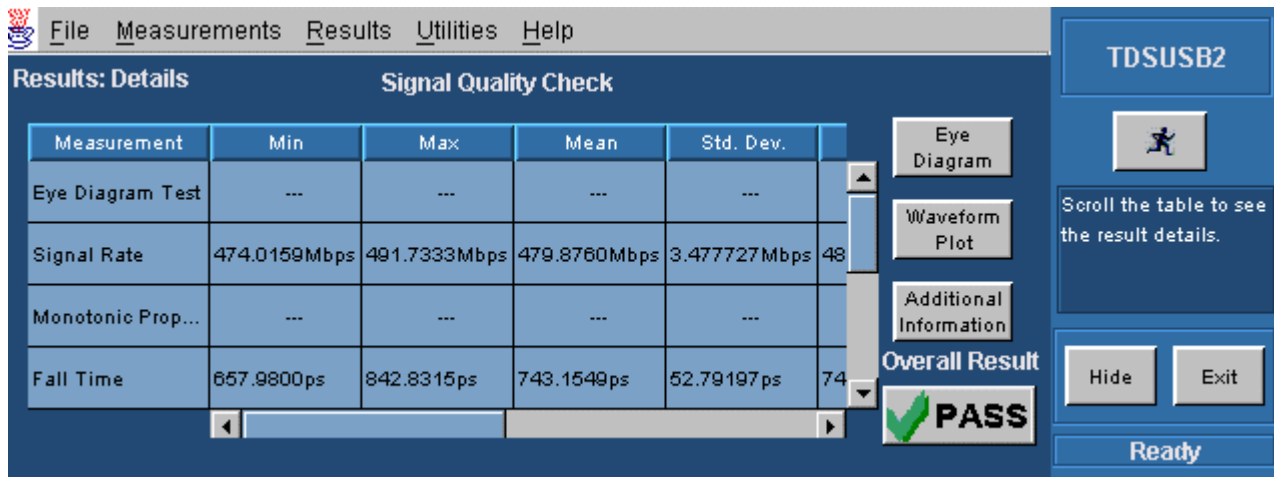 File Measurements Results Utilities Help
TDSUSB2
Results: Details
Signal Quality Check
Measurement Min Max Mean Std. Dev.
Eye Diagram Test --- --- --- ---
Signal Rate 474.0159Mbps 491.7333Mbps 479.8760Mbps 3.477727Mbps 48
Monotonic Prop... --- --- --- ---
Fall Time 657.9800ps 842.8315ps 743.1549ps 52.79197ps 74
Eye
Diagram
Waveform
Plot
Additional
Information
Overall Result
PASS
Scroll the table to see
the result details.
Hide Exit
Ready